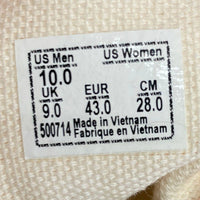 US Men US Women
10.0
UK EUR CM
9.0 43.0 28.0
Made in Vietnam
500714 Fabrique en Vietnam